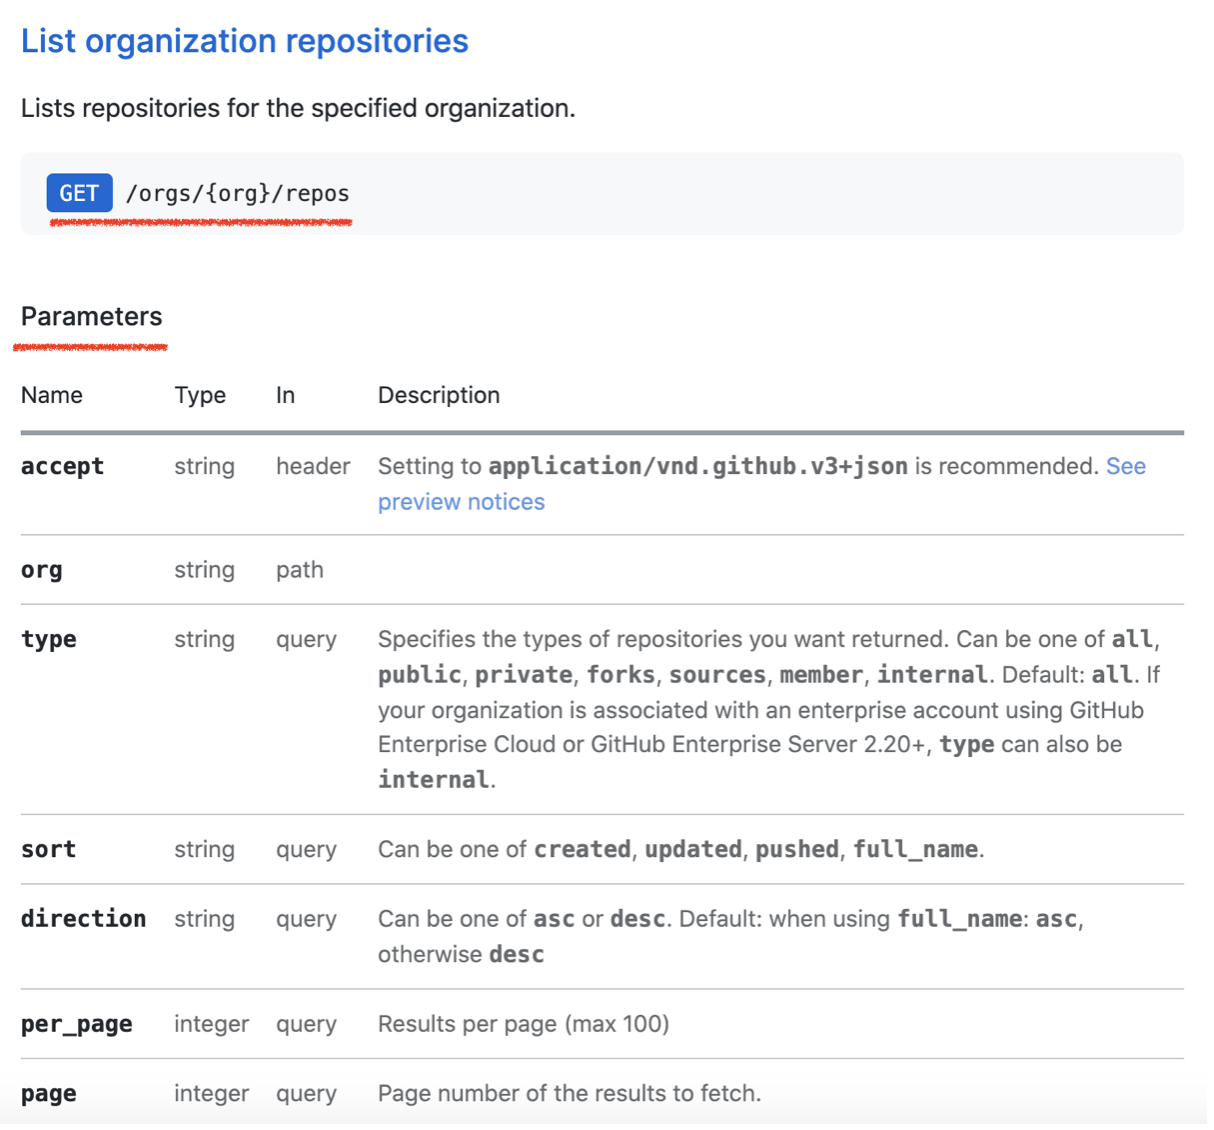 List organization repositories
Lists repositories for the specified organization.
GET /orgs/{org}/repos
Parameters
Name Type In Description
accept string header Setting to application/vnd.github.v3+json is recommended. See
preview notices
org string path
type string query Specifies the types of repositories you want returned. Can be one of all,
public, private, forks, sources, member, internal. Default: all. If
your organization is associated with an enterprise account using GitHub
Enterprise Cloud or GitHub Enterprise Server 2.20+, type can also be
internal.
sort string query Can be one of created, updated, pushed, full_name.
direction string query Can be one of asc or desc. Default: when using full_name: asc,
otherwise desc
per_page integer query Results per page (max 100)
page integer query Page number of the results to fetch.